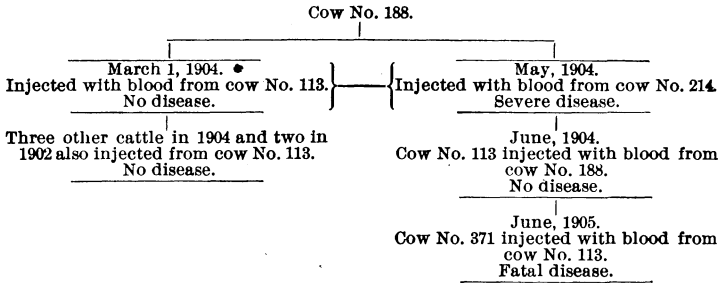 Cow No. 188.
March 1, 1904.
Injected with blood from cow No. 113.
No disease.
Three other cattle in 1904 and two in
1902 also injected from cow No. 113.
No disease.
May, 1904.
Injected with blood from cow No. 214.
Severe disease.
June, 1904.
Cow No. 113 injected with blood from
cow No. 188.
No disease.
June, 1905.
Cow No. 371 injected with blood from
cow No. 113.
Fatal disease.